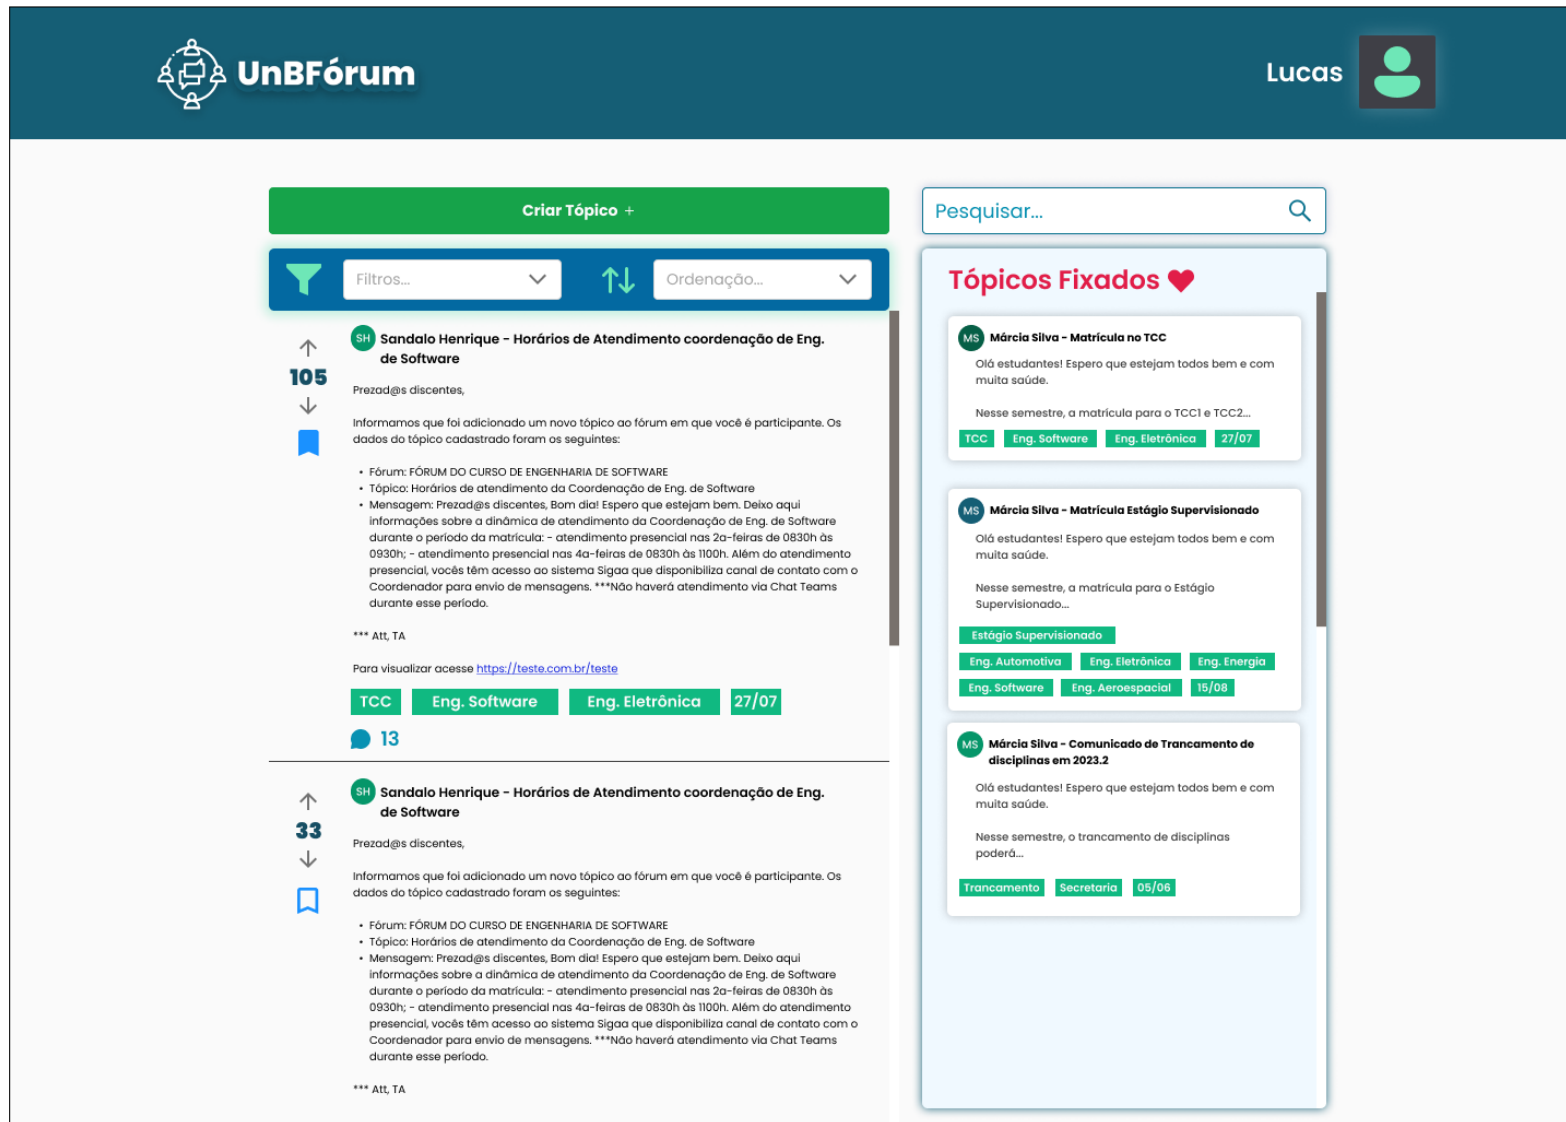 UnBFórum
Lucas
Criar Tópico +
Filtros...
Ordenação...
SH Sandalo Henrique - Horários de Atendimento coordenação de Eng.
de Software
105
Prezad@s discentes,
Informamos que foi adicionado um novo tópico ao fórum em que você é participante. Os
dados do tópico cadastrado foram os seguintes:
• Fórum: FÓRUM DO CURSO DE ENGENHARIA DE SOFTWARE
• Tópico: Horários de atendimento da Coordenação de Eng. de Software
• Mensagem: Prezad@s discentes, Bom dia! Espero que estejam bem. Deixo aqui
informações sobre a dinâmica de atendimento da Coordenação de Eng. de Software
durante o período da matrícula: - atendimento presencial nas 2a-feiras de 0830h às
0930h; - atendimento presencial nas 4a-feiras de 0830h às 1100h. Além do atendimento
presencial, vocês têm acesso ao sistema Sigaa que disponibiliza canal de contato com o
Coordenador para envio de mensagens. ***Não haverá atendimento via Chat Teams
durante esse período.
*** Att, TA
Para visualizar acesse https://teste.com.br/teste
TCC Eng. Software Eng. Eletrônica 27/07
13
SH Sandalo Henrique - Horários de Atendimento coordenação de Eng.
de Software
33
Prezad@s discentes,
Informamos que foi adicionado um novo tópico ao fórum em que você é participante. Os
dados do tópico cadastrado foram os seguintes:
• Fórum: FÓRUM DO CURSO DE ENGENHARIA DE SOFTWARE
• Tópico: Horários de atendimento da Coordenação de Eng. de Software
• Mensagem: Prezad@s discentes, Bom dia! Espero que estejam bem. Deixo aqui
informações sobre a dinâmica de atendimento da Coordenação de Eng. de Software
durante o período da matrícula: - atendimento presencial nas 2a-feiras de 0830h às
0930h; - atendimento presencial nas 4a-feiras de 0830h às 1100h. Além do atendimento
presencial, vocês têm acesso ao sistema Sigaa que disponibiliza canal de contato com o
Coordenador para envio de mensagens. ***Não haverá atendimento via Chat Teams
durante esse período.
*** Att, TA
Pesquisar...
Tópicos Fixados
MS Márcia Silva - Matrícula no TCC
Olá estudantes! Espero que estejam todos bem e com
muita saúde.
Nesse semestre, a matrícula para o TCC1 e TCC2...
TCC Eng. Software Eng. Eletrônica 27/07
MS Márcia Silva - Matrícula Estágio Supervisionado
Olá estudantes! Espero que estejam todos bem e com
muita saúde.
Nesse semestre, a matrícula para o Estágio
Supervisionado...
Estágio Supervisionado
Eng. Automotiva Eng. Eletrônica Eng. Energia
Eng. Software Eng. Aeroespacial 15/08
MS Márcia Silva - Comunicado de Trancamento de
disciplinas em 2023.2
Olá estudantes! Espero que estejam todos bem e com
muita saúde.
Nesse semestre, o trancamento de disciplinas
poderá...
Trancamento Secretaria 05/06